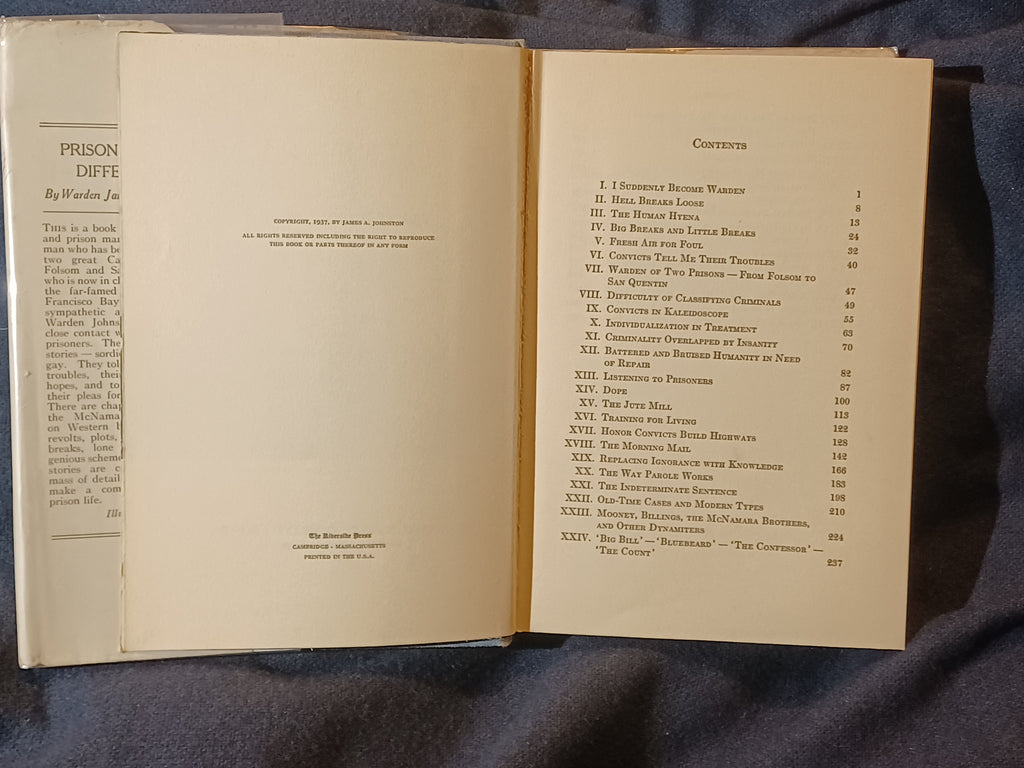 PRISON
DIFFE
By Warden Ja
THIS is a book
and prison ma
man who has be
two great Ca
Folsom and Sa
who is now in cl
the far-famed
Francisco Bay
sympathetic a
Warden Johns
close contact w
prisoners. The
stories — sordi
gay. They tol
troubles, thei
hopes, and to
their pleas for
There are cha
the McNama
on Western
revolts, plots,
breaks, lone
genious schem
stories are c
mass of detail
make a com
prison life.
Illu
COPYRIGHT, 1937, BY JAMES A. JOHNSTON
ALL RIGHTS RESERVED INCLUDING THE RIGHT TO REPRODUCE
THIS BOOK OR PARTS THEREOF IN ANY FORM
The Riverside Press
CAMBRIDGE · MASSACHUSETTS
PRINTED IN THE U.S.A.
CONTENTS
I. I SUDDENLY BECOME WARDEN 1
II. HELL BREAKS LOOSE 8
III. THE HUMAN HYENA 13
IV. BIG BREAKS AND LITTLE BREAKS 24
V. FRESH AIR FOR FOUL 32
VI. CONVICTS TELL ME THEIR TROUBLES 40
VII. WARDEN OF TWO PRISONS — FROM FOLSOM TO
SAN QUENTIN 47
VIII. DIFFICULTY OF CLASSIFYING CRIMINALS 49
IX. CONVICTS IN KALEIDOSCOPE 55
X. INDIVIDUALIZATION IN TREATMENT 63
XI. CRIMINALITY OVERLAPPED BY INSANITY 70
XII. BATTERED AND BRUISED HUMANITY IN NEED
OF REPAIR 82
XIII. LISTENING TO PRISONERS 87
XIV. DOPE 100
XV. THE JUTE MILL 113
XVI. TRAINING FOR LIVING 122
XVII. HONOR CONVICTS BUILD HIGHWAYS 128
XVIII. THE MORNING MAIL 142
XIX. REPLACING IGNORANCE WITH KNOWLEDGE 166
XX. THE WAY PAROLE WORKS 183
XXI. THE INDETERMINATE SENTENCE 198
XXII. OLD-TIME CASES AND MODERN TYPES 210
XXIII. MOONEY, BILLINGS, THE MCNAMARA BROTHERS,
AND OTHER DYNAMITERS 224
XXIV. 'BIG BILL' — 'BLUEBEARD' — 'THE CONFESSOR' —
'THE COUNT' 237